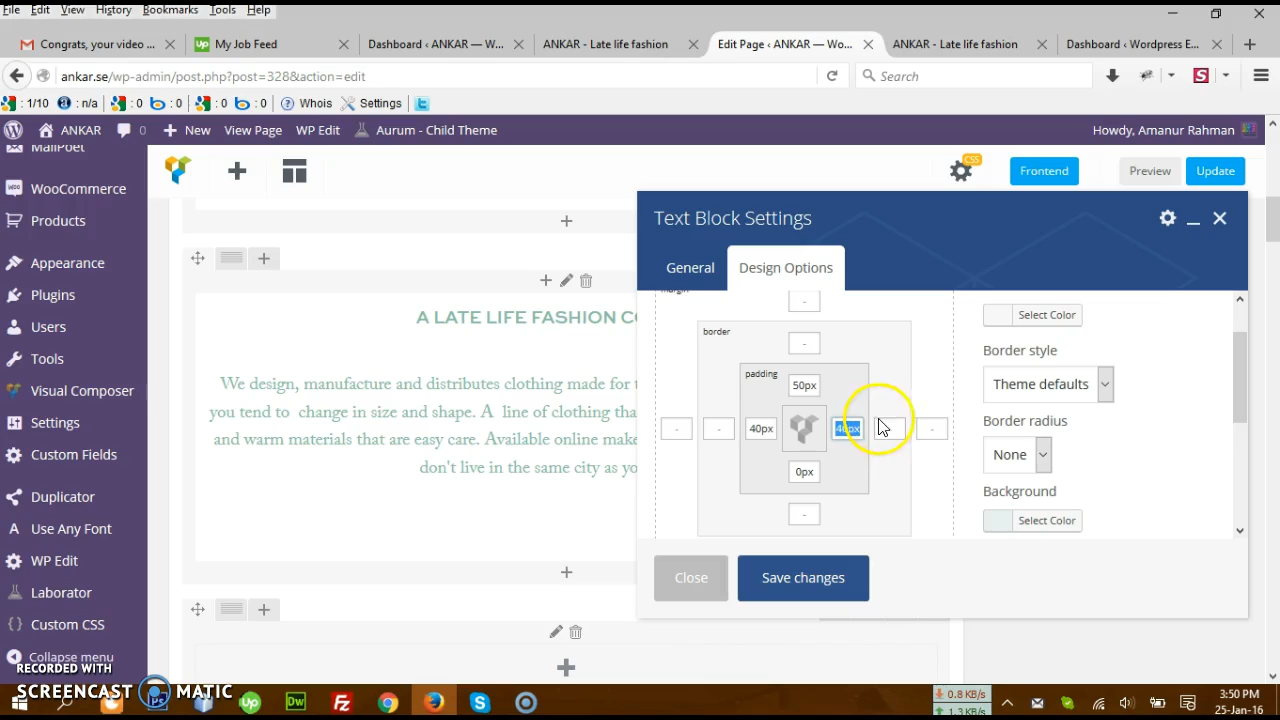 File Edit View History Bookmarks Tools Help
Congrats, your video ...
My Job Feed
Dashboard ‹ ANKAR — W...
ANKAR - Late life fashion
Edit Page ‹ ANKAR — Wo...
ANKAR - Late life fashion
Dashboard ‹ Wordpress E...
ankar.se/wp-admin/post.php?post=328&action=edit
Search
: 1/10 : n/a : 0 : 0 : 0 : 0 Whois Settings
ANKAR 0 New View Page WP Edit Aurum - Child Theme Howdy, Amanur Rahman
MailPoet
WooCommerce
Products
Appearance
Plugins
Users
Tools
Visual Composer
Settings
Custom Fields
Duplicator
Use Any Font
WP Edit
Laborator
Custom CSS
Collapse menu
CSS
Frontend Preview Update
A LATE LIFE FASHION CO
We design, manufacture and distributes clothing made for t
you tend to change in size and shape. A line of clothing tha
and warm materials that are easy care. Available online make
don't live in the same city as yo
Text Block Settings
General Design Options
margin
-
border
-
padding
50px
- - 40px 40px - -
0px
-
Select Color
Border style
Theme defaults
Border radius
None
Background
Select Color
Close Save changes
RECORDED WITH
SCREENCAST MATIC
0.8 KB/s
1.3 KB/s
3:50 PM
25-Jan-16